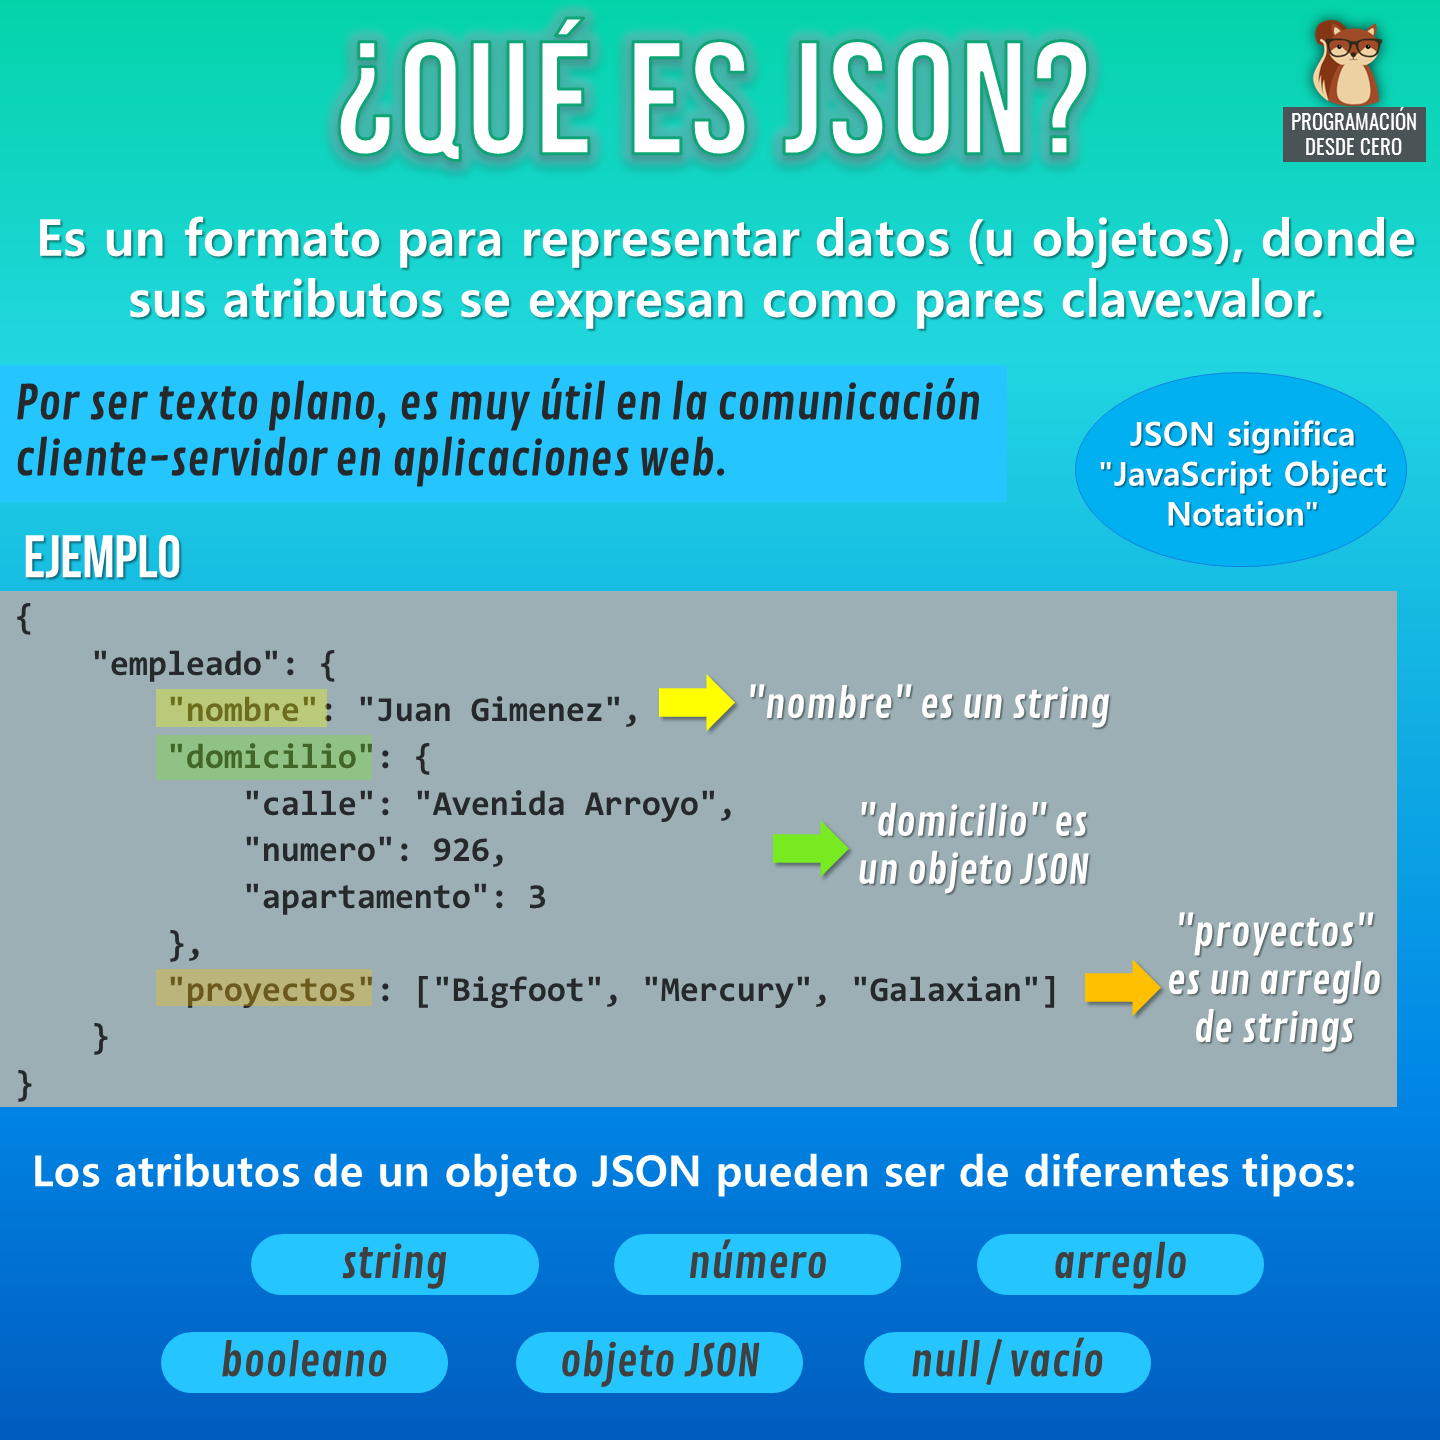 ¿QUÉ ES JSON?
PROGRAMACIÓN
DESDE CERO
Es un formato para representar datos (u objetos), donde
sus atributos se expresan como pares clave:valor.
Por ser texto plano, es muy útil en la comunicación
cliente-servidor en aplicaciones web.
JSON significa
"JavaScript Object
Notation"
EJEMPLO
{
    "empleado": {
        "nombre": "Juan Gimenez",
"nombre" es un string
        "domicilio": {
            "calle": "Avenida Arroyo",
            "numero": 926,
            "apartamento": 3
"domicilio" es
un objeto JSON
        },
        "proyectos": ["Bigfoot", "Mercury", "Galaxian"]
"proyectos"
es un arreglo
de strings
    }
}
Los atributos de un objeto JSON pueden ser de diferentes tipos:
string
número
arreglo
booleano
objeto JSON
null / vacío